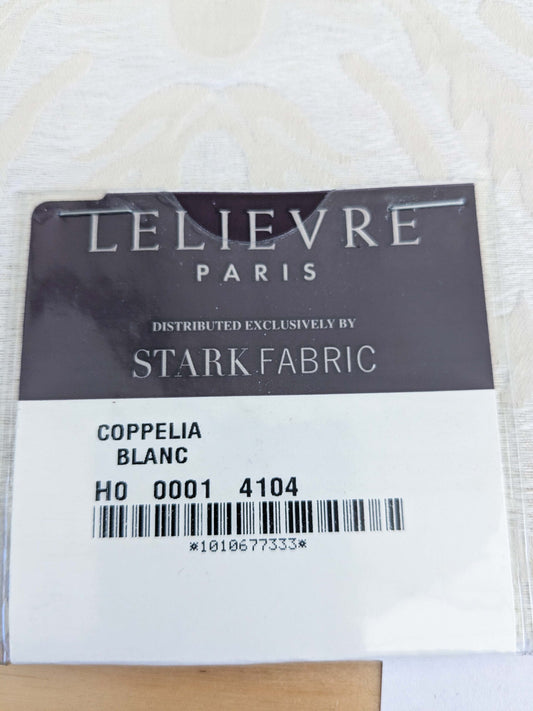 LELIEVRE
PARIS
DISTRIBUTED EXCLUSIVELY BY
STARK FABRIC
COPPELIA
BLANC
H0 0001 4104
*1010677333*